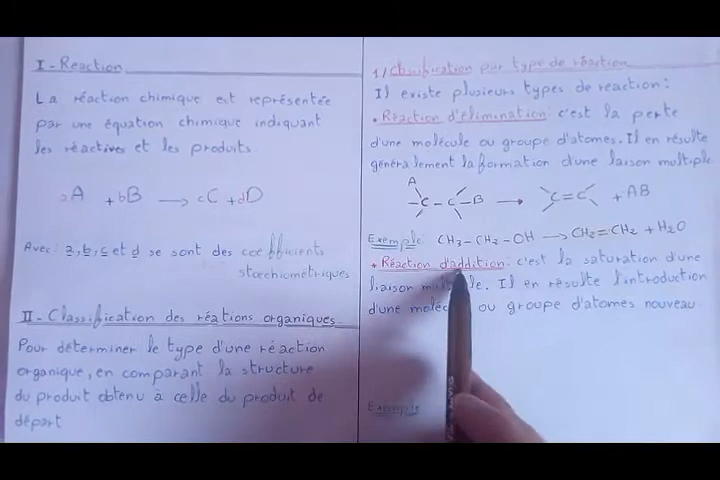 I - Reaction
La réaction chimique est représentée
par une équation chimique indiquant
les réactives et les produits.
aA + bB → cC + dD
Avec: a, b, c et d se sont des coefficients
stœchiométriques
II - Classification des réations organiques
Pour déterminer le type d'une réaction
organique, en comparant la structure
du produit obtenu à celle du produit de
départ
1/ Classification par type de réaction
Il existe plusieurs types de reaction:
• Réaction d'élimination: c'est la perte
d'une molécule ou groupe d'atomes. Il en résulte
généralement la formation d'une liaison multiple
A
-C-C-B → C=C + AB
Exemple: CH3-CH2-OH → CH2=CH2 + H2O
• Réaction d'addition: c'est la saturation d'une
liaison. Il en résulte l'introduction
d'une ou groupe d'atomes nouveau
Exemple